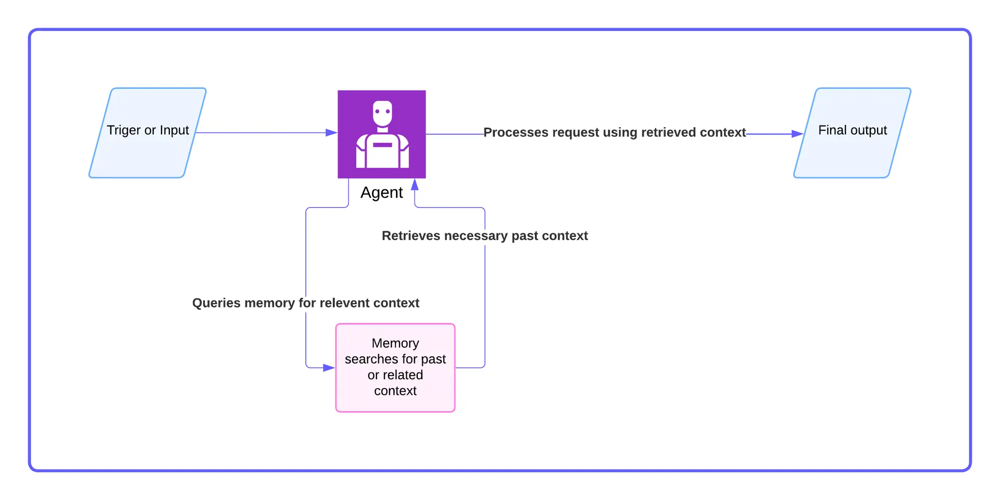 Triger or Input
Processes request using retrieved context
Final output
Agent
Retrieves necessary past context
Queries memory for relevent context
Memory
searches for past
or related
context